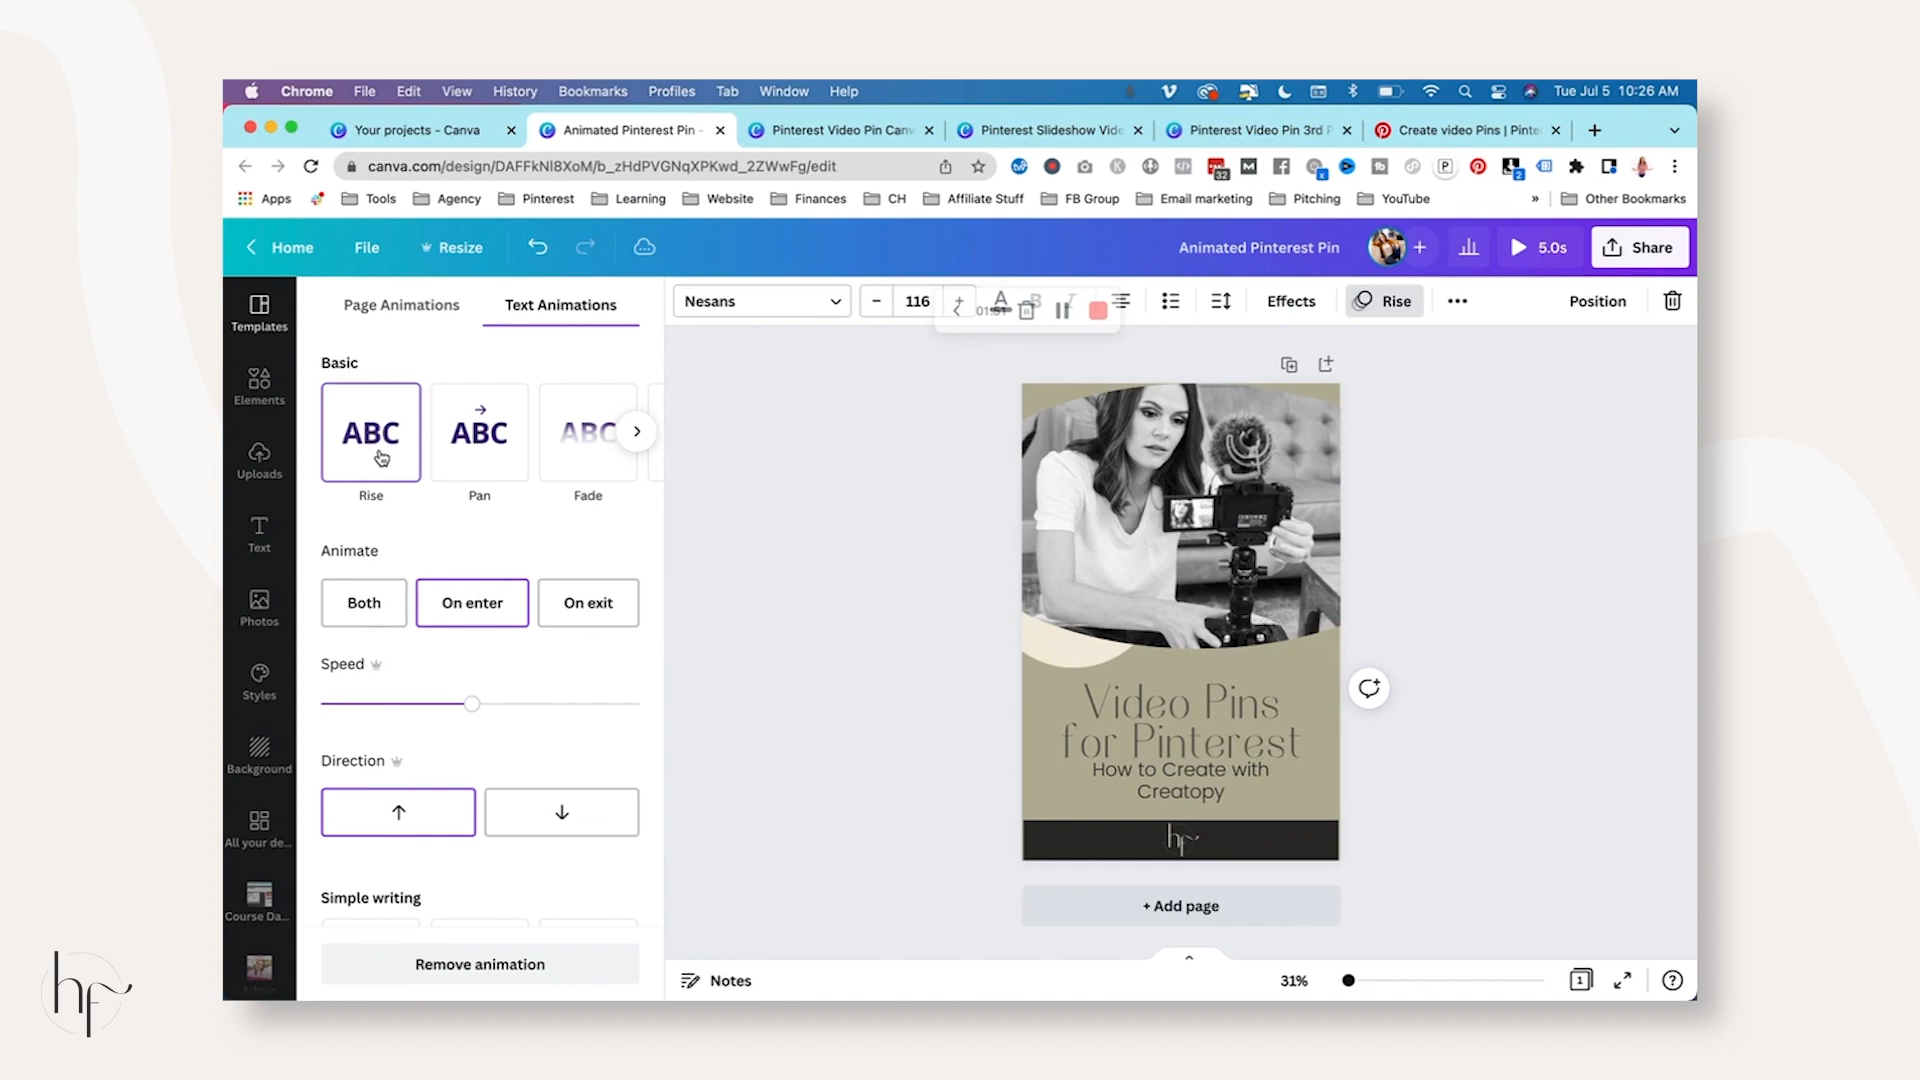 Chrome File Edit View History Bookmarks Profiles Tab Window Help Tue Jul 5 10:26 AM
Your projects - Canva
Animated Pinterest Pin -
Pinterest Video Pin Canv
Pinterest Slideshow Vide
Pinterest Video Pin 3rd P
Create video Pins | Pinte
canva.com/design/DAFFkNl8XoM/b_zHdPVGNqXPKwd_2ZWwFg/edit
Apps Tools Agency Pinterest Learning Website Finances CH Affiliate Stuff FB Group Email marketing Pitching YouTube » Other Bookmarks
Home File Resize Animated Pinterest Pin 5.0s Share
Templates
Elements
Uploads
Text
Photos
Styles
Background
All your de...
Course Da...
Admin
Page Animations Text Animations
Basic
ABC ABC ABC
Rise Pan Fade
Animate
Both On enter On exit
Speed
Direction
Simple writing
Remove animation
Nesans 116 Effects Rise Position
Video Pins
for Pinterest
How to Create with
Creatopy
hf
+ Add page
Notes 31% 1
hf